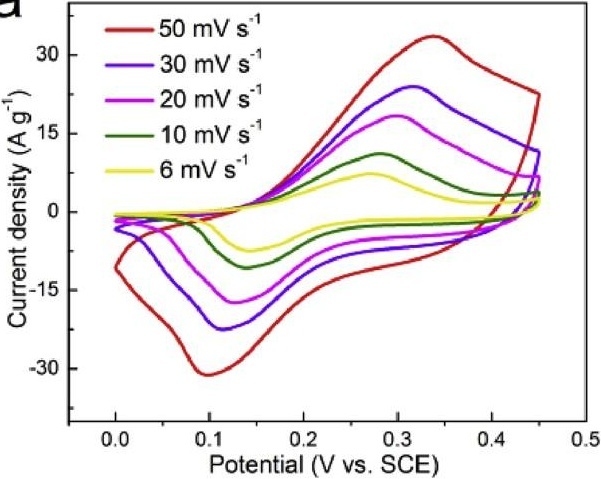 a
50 mV s⁻¹
30 mV s⁻¹
20 mV s⁻¹
10 mV s⁻¹
6 mV s⁻¹
Current density (A g⁻¹)
30
15
0
-15
-30
0.0 0.1 0.2 0.3 0.4 0.5
Potential (V vs. SCE)